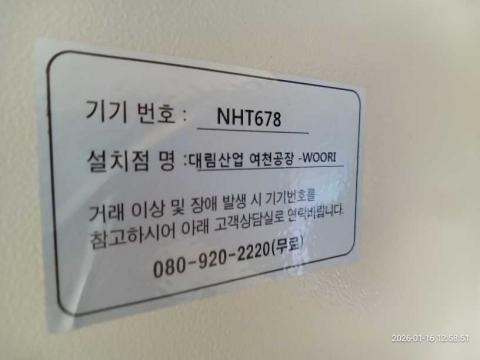 기기 번호 : NHT678
설치점 명 :대림산업 여천공장 -WOORI
거래 이상 및 장애 발생 시 기기번호를
참고하시어 아래 고객상담실로 연락바랍니다.
080-920-2220(무료)
2026-01-16 12:58:51